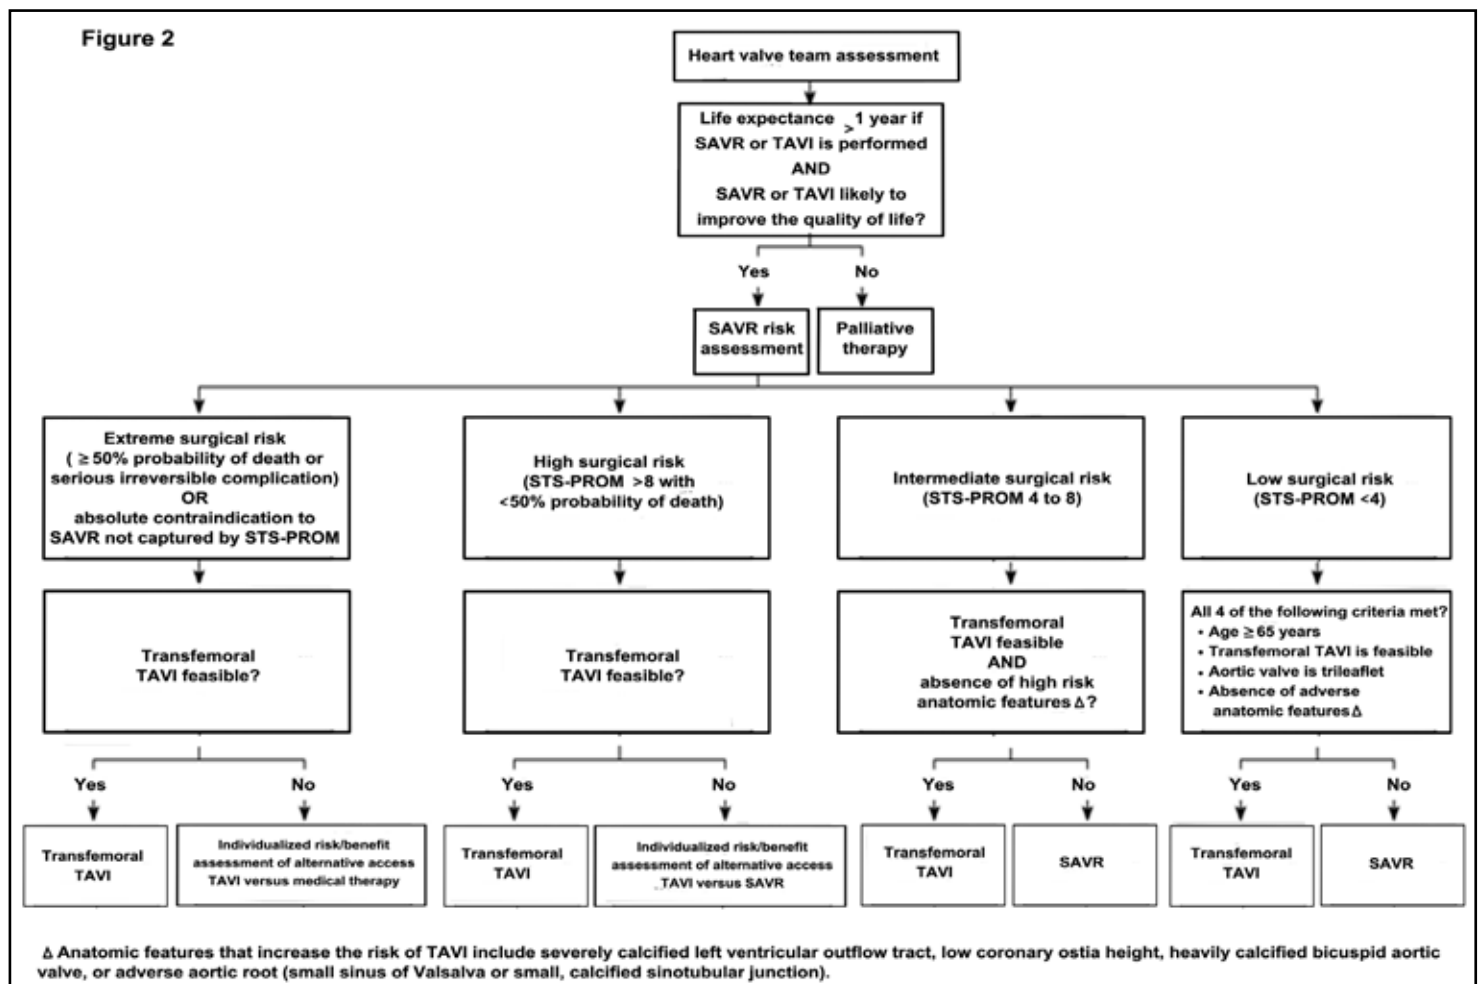 Figure 2
Heart valve team assessment
Life expectance >1 year if
SAVR or TAVI is performed
AND
SAVR or TAVI likely to
improve the quality of life?
Yes
No
SAVR risk
assessment
Palliative
therapy
Extreme surgical risk
( ≥50% probability of death or
serious irreversible complication)
OR
absolute contraindication to
SAVR not captured by STS-PROM
High surgical risk
(STS-PROM >8 with
<50% probability of death)
Intermediate surgical risk
(STS-PROM 4 to 8)
Low surgical risk
(STS-PROM <4)
Transfemoral
TAVI feasible?
Transfemoral
TAVI feasible?
Transfemoral
TAVI feasible
AND
absence of high risk
anatomic features Δ?
All 4 of the following criteria met?
• Age ≥65 years
• Transfemoral TAVI is feasible
• Aortic valve is trileaflet
• Absence of adverse
anatomic features Δ
Yes
No
Yes
No
Yes
No
Yes
No
Transfemoral
TAVI
Individualized risk/benefit
assessment of alternative access
TAVI versus medical therapy
Transfemoral
TAVI
Individualized risk/benefit
assessment of alternative access
TAVI versus SAVR
Transfemoral
TAVI
SAVR
Transfemoral
TAVI
SAVR
Δ Anatomic features that increase the risk of TAVI include severely calcified left ventricular outflow tract, low coronary ostia height, heavily calcified bicuspid aortic
valve, or adverse aortic root (small sinus of Valsalva or small, calcified sinotubular junction).